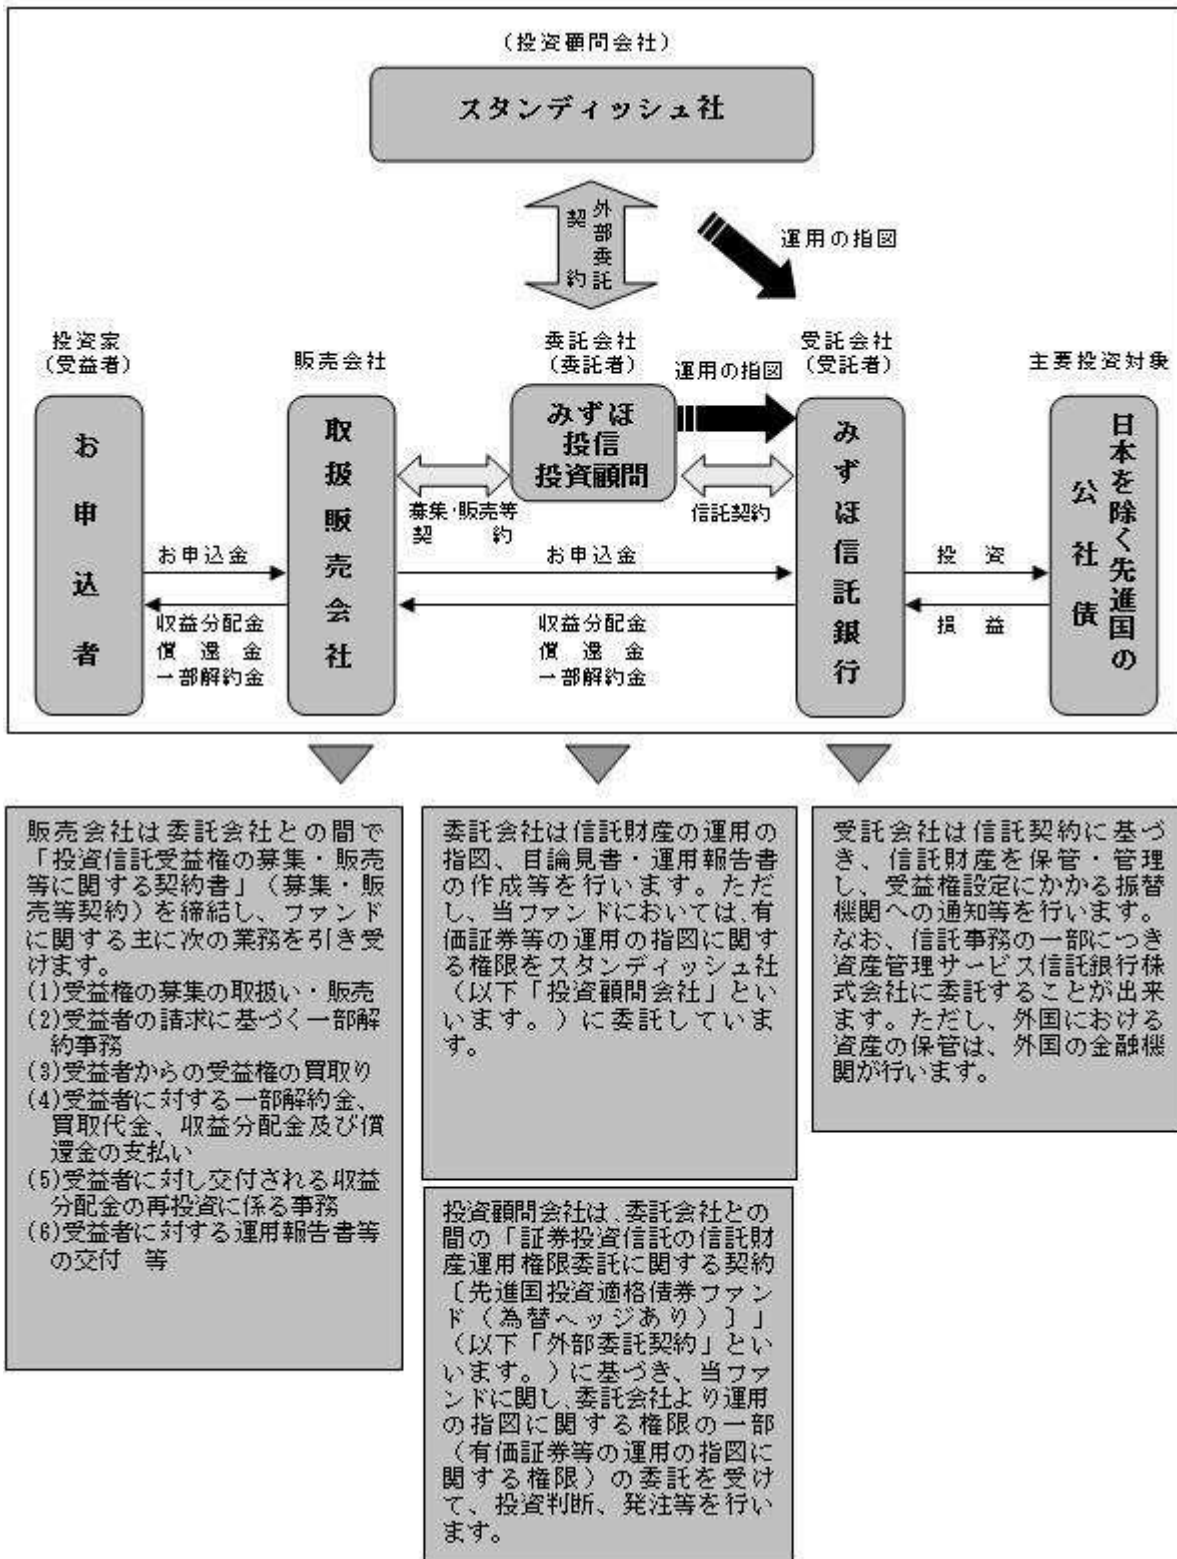 (投資顧問会社)
スタンディッシュ社
外部委託
契約
運用の指図
投資家
(受益者)
販売会社
委託会社
(委託者)
運用の指図
受託会社
(受託者)
主要投資対象
お申込者
取扱販売会社
みずほ
投信
投資顧問
みずほ信託銀行
日本を除く先進国の
公社債
募集・販売等
契約
信託契約
お申込金
お申込金
投資
収益分配金
償還金
一部解約金
収益分配金
償還金
一部解約金
損益
販売会社は委託会社との間で
「投資信託受益権の募集・販売
等に関する契約書」(募集・販
売等契約)を締結し、ファンド
に関する主に次の業務を引き受
けます。
(1)受益権の募集の取扱い・販売
(2)受益者の請求に基づく一部解
約事務
(3)受益者からの受益権の買取り
(4)受益者に対する一部解約金、
買取代金、収益分配金及び償
還金の支払い
(5)受益者に対し交付される収益
分配金の再投資に係る事務
(6)受益者に対する運用報告書等
の交付 等
委託会社は信託財産の運用の
指図、目論見書・運用報告書
の作成等を行います。ただ
し、当ファンドにおいては、有
価証券等の運用の指図に関す
る権限をスタンディッシュ社
(以下「投資顧問会社」とい
います。)に委託していま
す。
投資顧問会社は、委託会社との
間の「証券投資信託の信託財
産運用権限委託に関する契約
〔先進国投資適格債券ファン
ド(為替ヘッジあり)〕」
(以下「外部委託契約」とい
います。)に基づき、当ファ
ンドに関し、委託会社より運用
の指図に関する権限の一部
(有価証券等の運用の指図に
関する権限)の委託を受け
て、投資判断、発注等を行い
ます。
受託会社は信託契約に基づ
き、信託財産を保管・管理
し、受益権設定にかかる振替
機関への通知等を行います。
なお、信託事務の一部につき
資産管理サービス信託銀行株
式会社に委託することが出来
ます。ただし、外国における
資産の保管は、外国の金融機
関が行います。